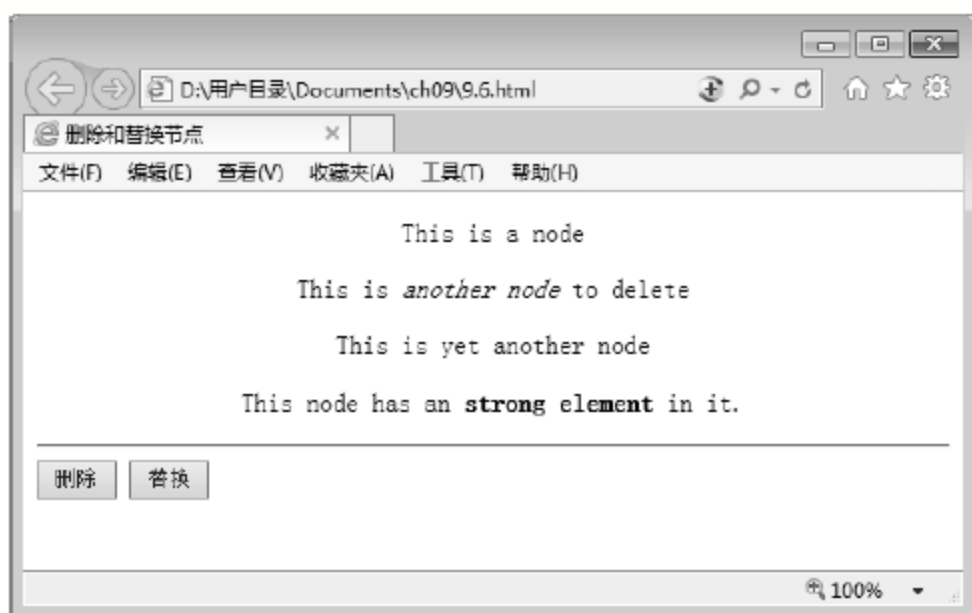 D:\用户目录\Documents\ch09\9.6.html
删除和替换节点
文件(F) 编辑(E) 查看(V) 收藏夹(A) 工具(T) 帮助(H)
This is a node
This is another node to delete
This is yet another node
This node has an strong element in it.
删除 替换
100%